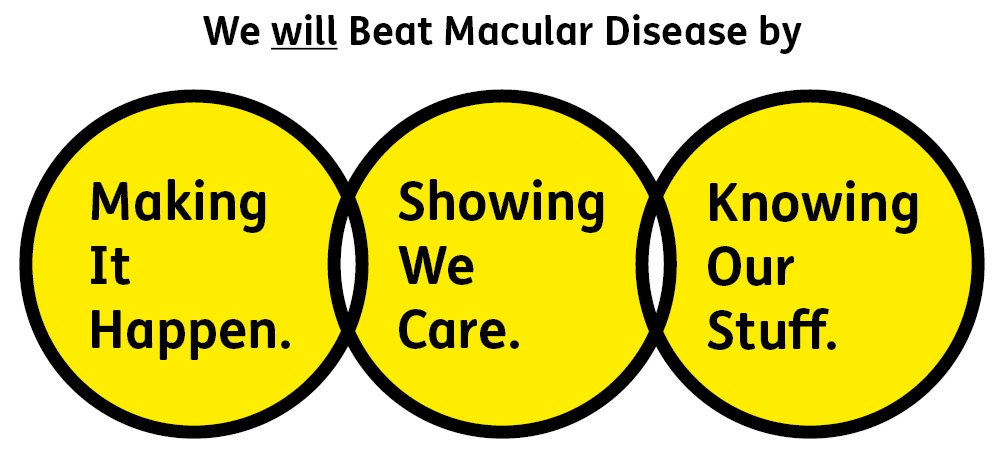 We will Beat Macular Disease by
Making
It
Happen.
Showing
We
Care.
Knowing
Our
Stuff.